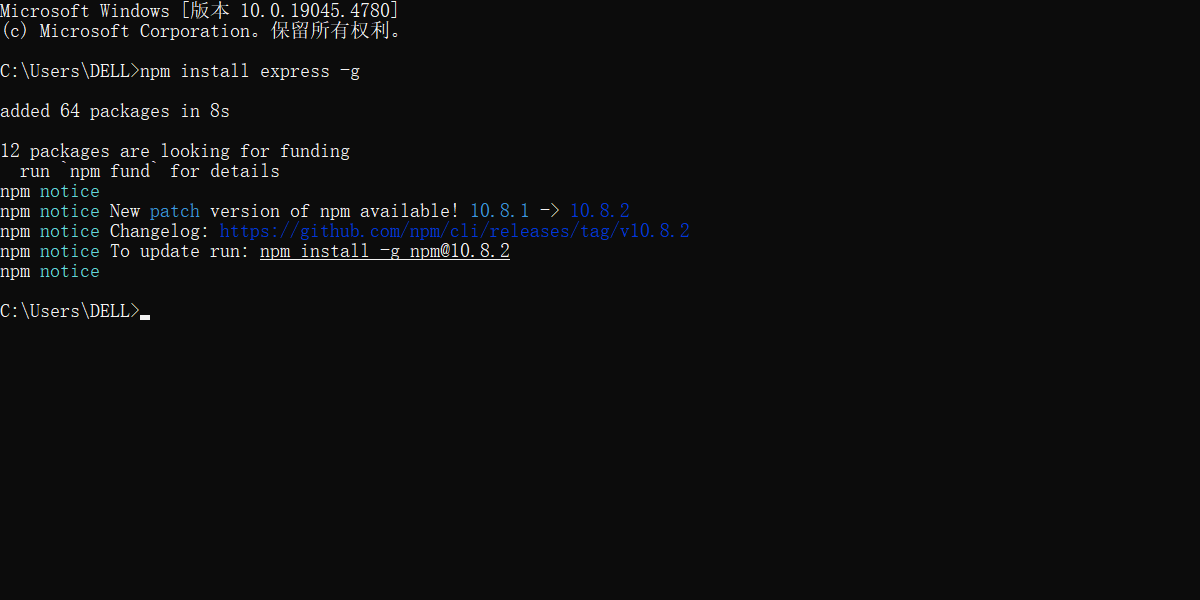 Microsoft Windows [版本 10.0.19045.4780]
(c) Microsoft Corporation。保留所有权利。
C:\Users\DELL>npm install express -g
added 64 packages in 8s
12 packages are looking for funding
run `npm fund` for details
npm notice
npm notice New patch version of npm available! 10.8.1 -> 10.8.2
npm notice Changelog: https://github.com/npm/cli/releases/tag/v10.8.2
npm notice To update run: npm install -g npm@10.8.2
npm notice
C:\Users\DELL>